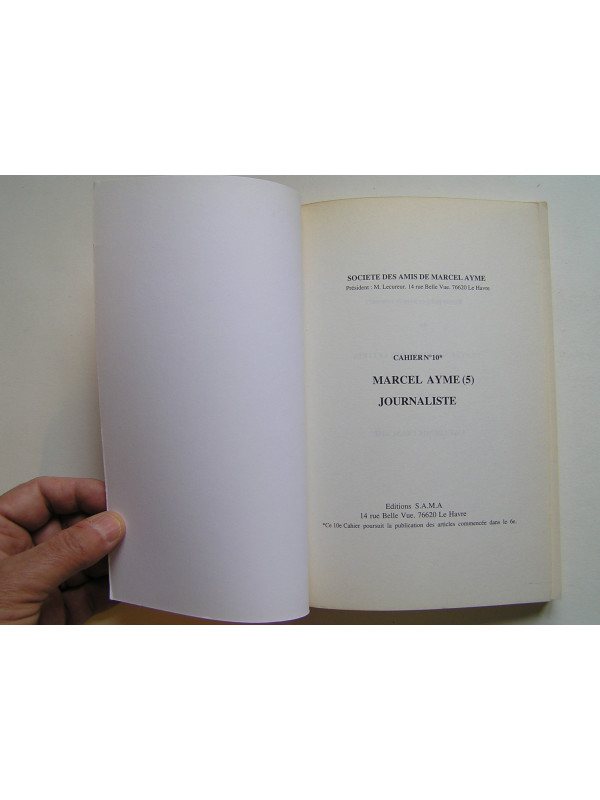 SOCIETE DES AMIS DE MARCEL AYME
Président : M. Lecureur. 14 rue Belle Vue. 76620 Le Havre
CAHIER N°10*
MARCEL AYME (5)
JOURNALISTE
Editions S.A.M.A
14 rue Belle Vue. 76620 Le Havre
*Ce 10e Cahier poursuit la publication des articles commencée dans le 6e.